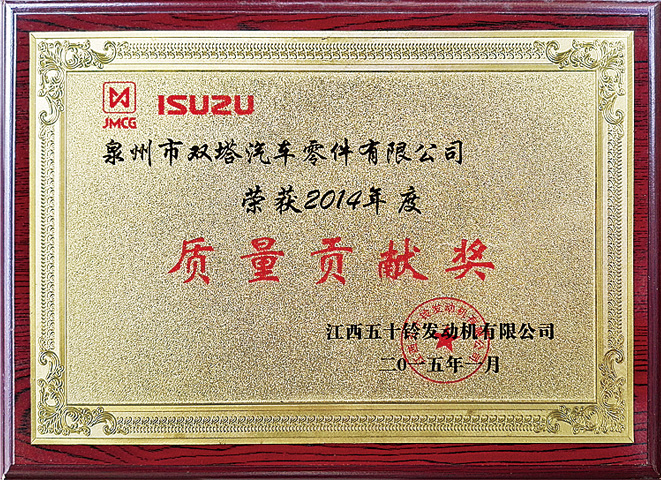 JMCG ISUZU
泉州市双塔汽车零件有限公司
荣获2014年度
质量贡献奖
江西五十铃发动机有限公司
二0一五年一月